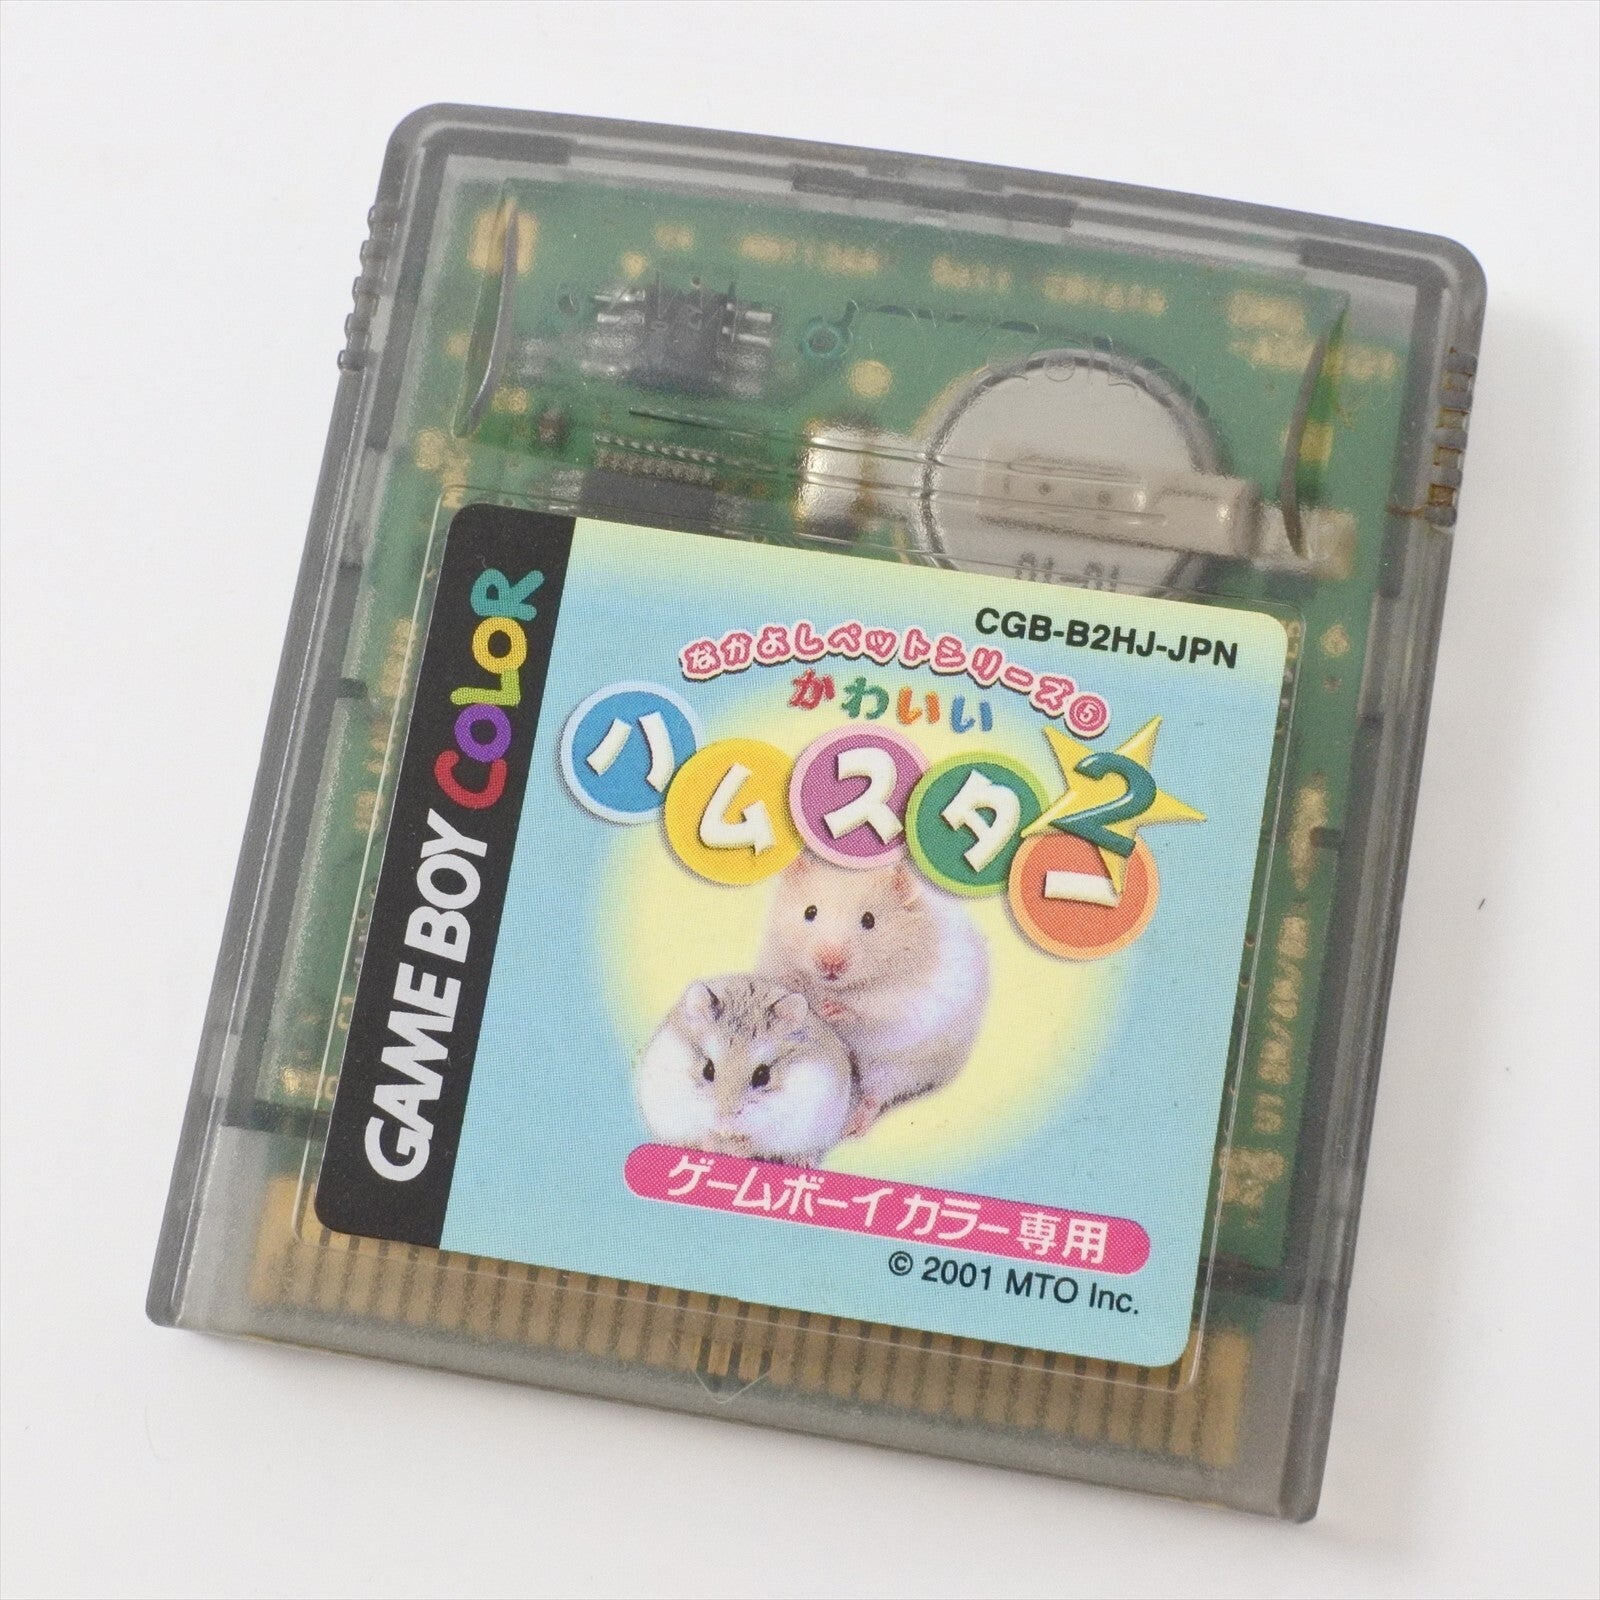 GAME BOY COLOR
CGB-B2HJ-JPN
なかよしペットシリーズ⑤
かわいい
ハムスター2
ゲームボーイカラー専用
© 2001 MTO Inc.